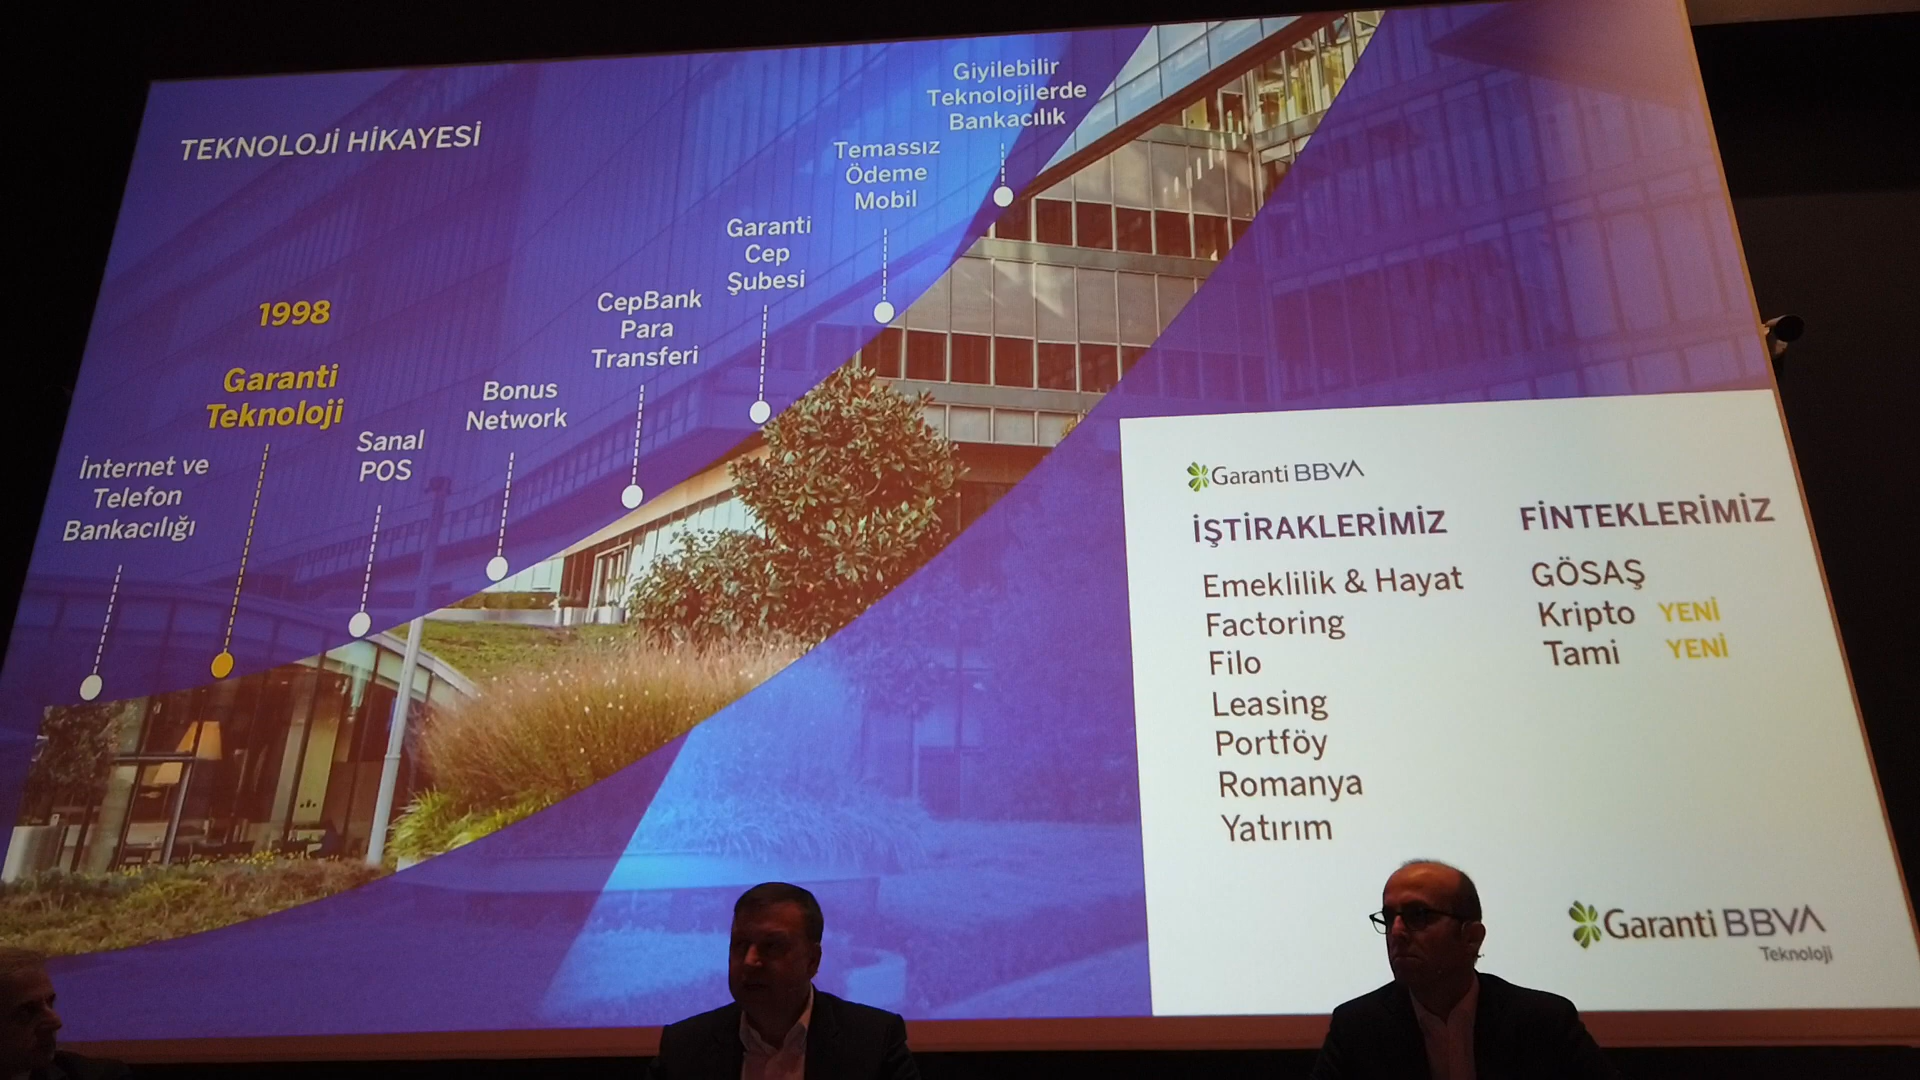 TEKNOLOJİ HİKAYESİ
İnternet ve
Telefon
Bankacılığı
1998
Garanti
Teknoloji
Sanal
POS
Bonus
Network
CepBank
Para
Transferi
Garanti
Cep
Şubesi
Temassız
Ödeme
Mobil
Giyilebilir
Teknolojilerde
Bankacılık
Garanti BBVA
İŞTİRAKLERİMİZ
Emeklilik & Hayat
Factoring
Filo
Leasing
Portföy
Romanya
Yatırım
FİNTEKLERİMİZ
GÖSAŞ
Kripto YENİ
Tami YENİ
Garanti BBVA
Teknoloji